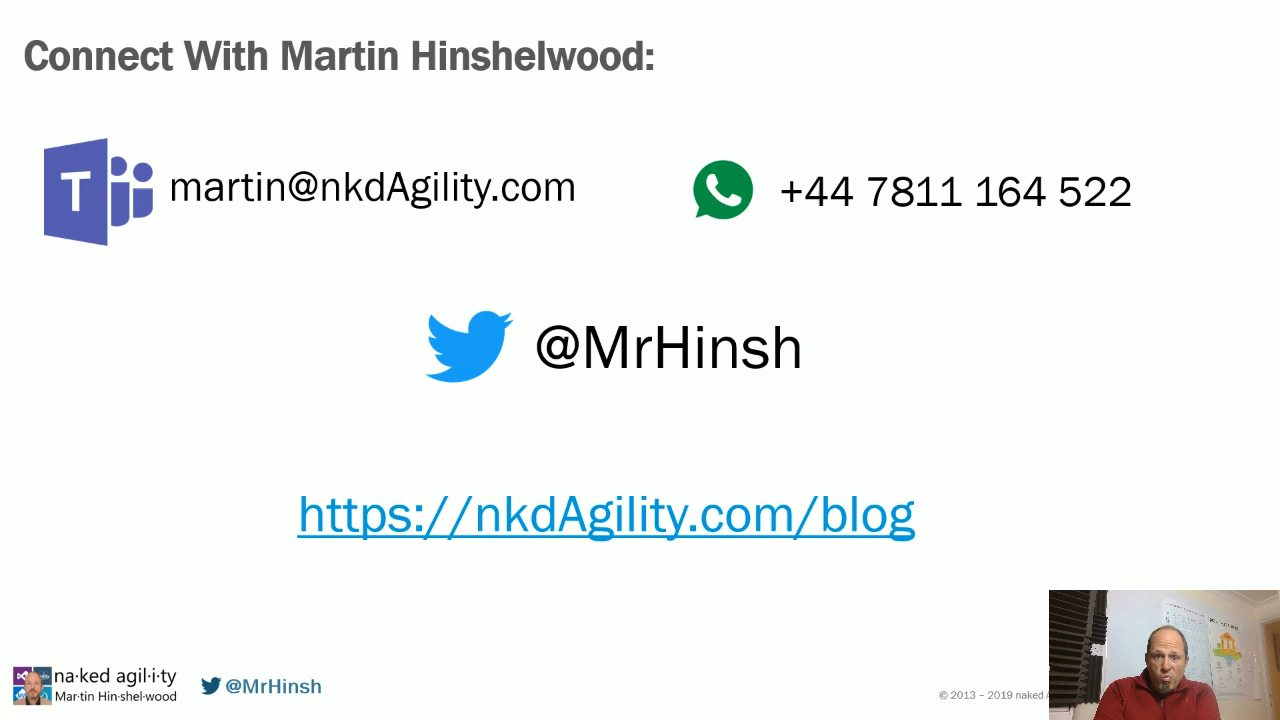 Connect With Martin Hinshelwood:
T
martin@nkdAgility.com
+44 7811 164 522
@MrHinsh
https://nkdAgility.com/blog
na·ked agil·i·ty
Mar·tin Hin·shel·wood
@MrHinsh
© 2013 – 2019 naked